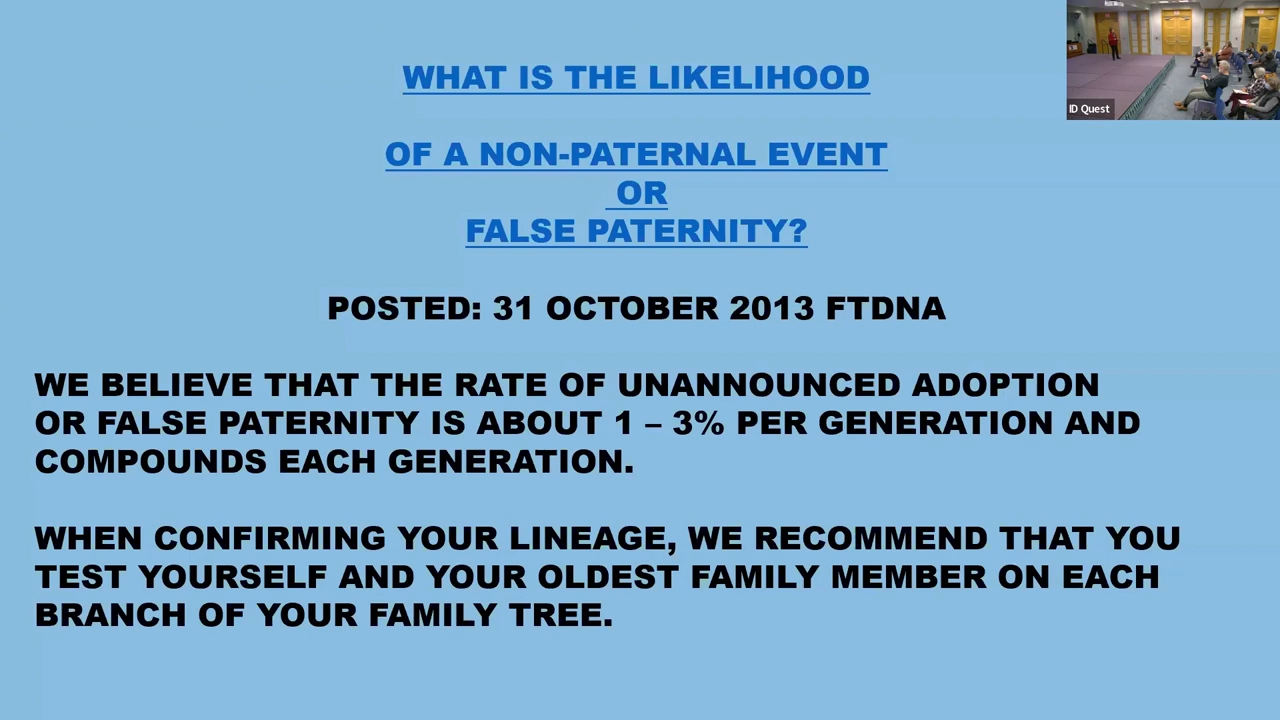 WHAT IS THE LIKELIHOOD
OF A NON-PATERNAL EVENT
OR
FALSE PATERNITY?
POSTED: 31 OCTOBER 2013 FTDNA
WE BELIEVE THAT THE RATE OF UNANNOUNCED ADOPTION
OR FALSE PATERNITY IS ABOUT 1 – 3% PER GENERATION AND
COMPOUNDS EACH GENERATION.
WHEN CONFIRMING YOUR LINEAGE, WE RECOMMEND THAT YOU
TEST YOURSELF AND YOUR OLDEST FAMILY MEMBER ON EACH
BRANCH OF YOUR FAMILY TREE.
ID Quest